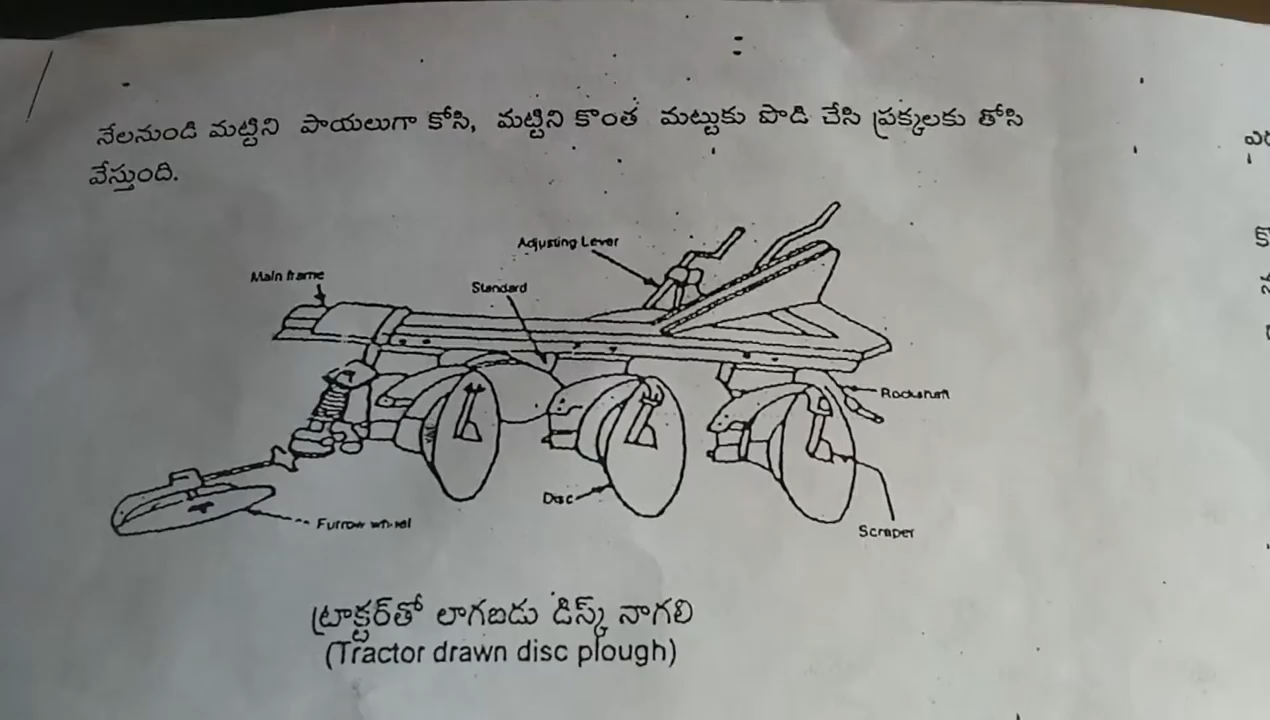 నేలనుండి మట్టిని పాయలుగా కోసి, మట్టిని కొంత మట్టుకు పొడి చేసి ప్రక్కలకు తోసి
వేస్తుంది.
Adjusting Lever
Main frame
Standard
Rockshaft
Disc
Furrow wheel
Scraper
ట్రాక్టర్‌తో లాగబడు డిస్క్ నాగలి
(Tractor drawn disc plough)